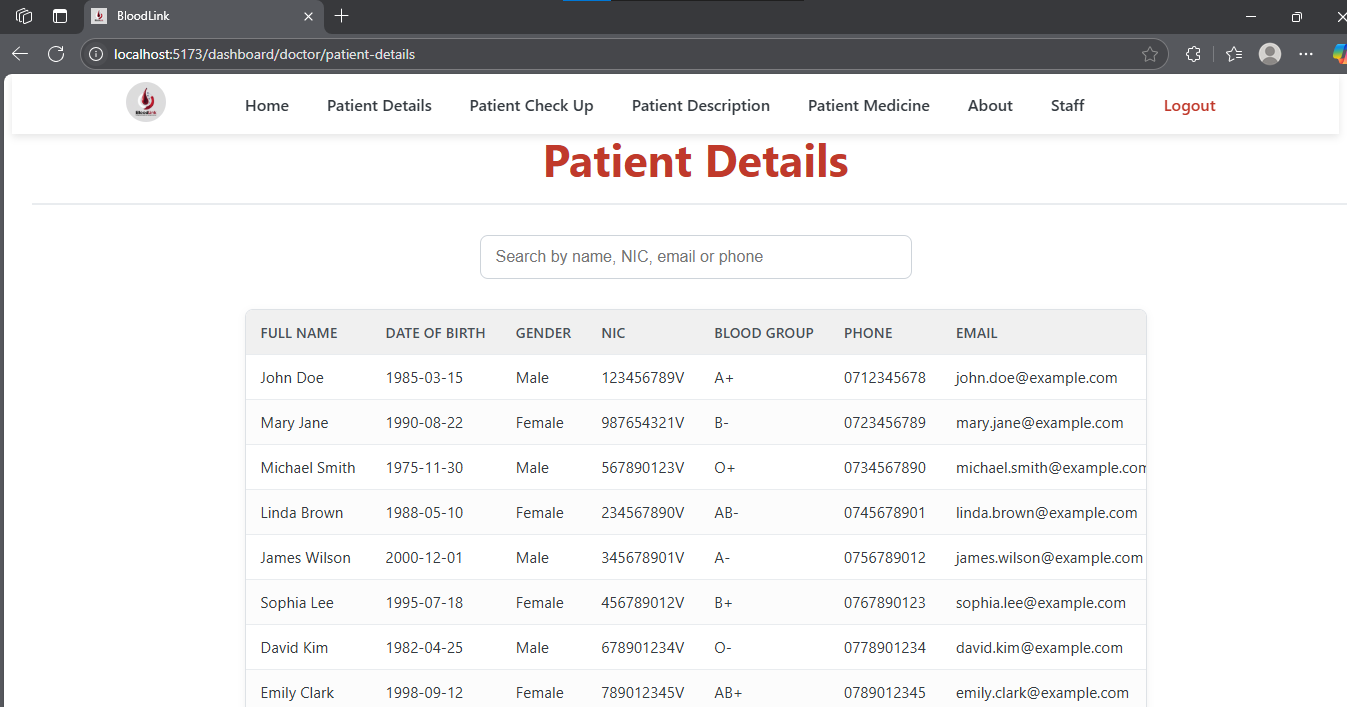 BloodLink
localhost:5173/dashboard/doctor/patient-details
BloodLink Home Patient Details Patient Check Up Patient Description Patient Medicine About Staff Logout
Patient Details
Search by name, NIC, email or phone
FULL NAME DATE OF BIRTH GENDER NIC BLOOD GROUP PHONE EMAIL
John Doe 1985-03-15 Male 123456789V A+ 0712345678 john.doe@example.com
Mary Jane 1990-08-22 Female 987654321V B- 0723456789 mary.jane@example.com
Michael Smith 1975-11-30 Male 567890123V O+ 0734567890 michael.smith@example.com
Linda Brown 1988-05-10 Female 234567890V AB- 0745678901 linda.brown@example.com
James Wilson 2000-12-01 Male 345678901V A- 0756789012 james.wilson@example.com
Sophia Lee 1995-07-18 Female 456789012V B+ 0767890123 sophia.lee@example.com
David Kim 1982-04-25 Male 678901234V O- 0778901234 david.kim@example.com
Emily Clark 1998-09-12 Female 789012345V AB+ 0789012345 emily.clark@example.com